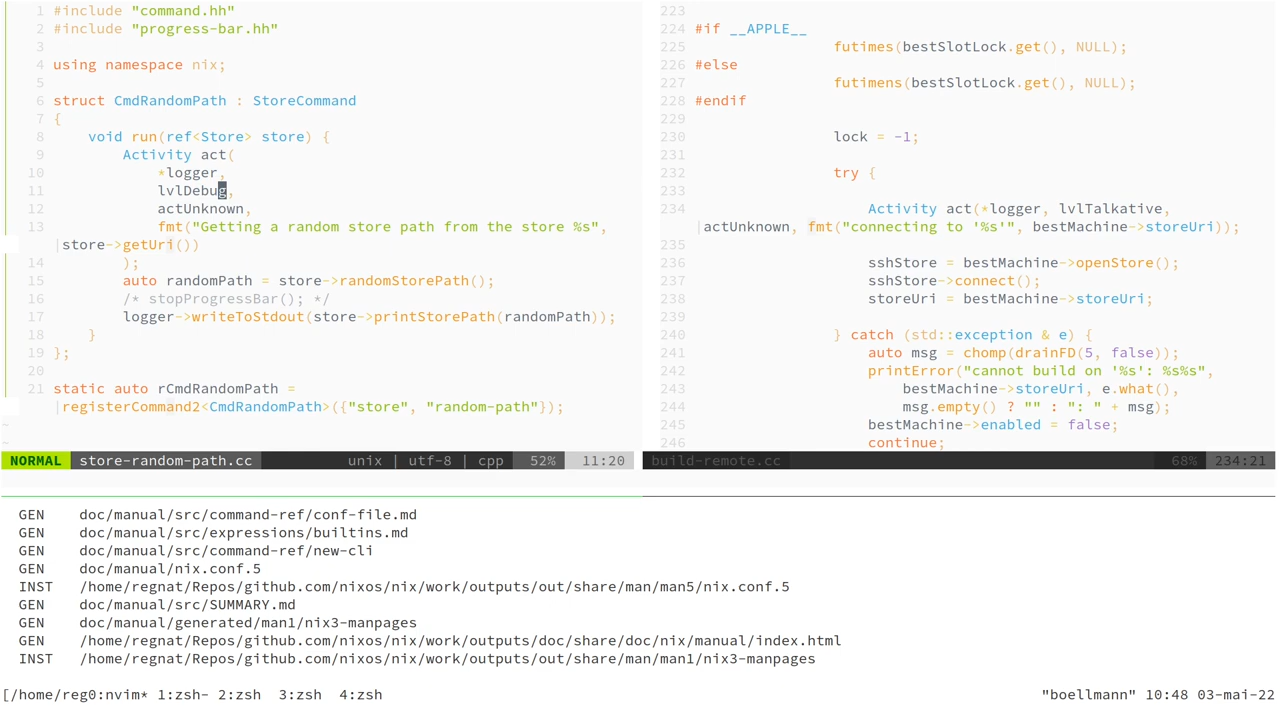 1 #include "command.hh"
2 #include "progress-bar.hh"
3
4 using namespace nix;
5
6 struct CmdRandomPath : StoreCommand
7 {
8     void run(ref<Store> store) {
9         Activity act(
10             *logger,
11             lvlDebug,
12             actUnknown,
13             fmt("Getting a random store path from the store %s",
|store->getUri())
14         );
15         auto randomPath = store->randomStorePath();
16         /* stopProgressBar(); */
17         logger->writeToStdout(store->printStorePath(randomPath));
18     }
19 };
20
21 static auto rCmdRandomPath =
|registerCommand2<CmdRandomPath>({"store", "random-path"});
~
~
NORMAL store-random-path.cc unix | utf-8 | cpp 52% 11:20
223
224 #if __APPLE__
225                 futimes(bestSlotLock.get(), NULL);
226 #else
227                 futimens(bestSlotLock.get(), NULL);
228 #endif
229
230                 lock = -1;
231
232                 try {
233
234                     Activity act(*logger, lvlTalkative,
|actUnknown, fmt("connecting to '%s'", bestMachine->storeUri));
235
236                     sshStore = bestMachine->openStore();
237                     sshStore->connect();
238                     storeUri = bestMachine->storeUri;
239
240                 } catch (std::exception & e) {
241                     auto msg = chomp(drainFD(5, false));
242                     printError("cannot build on '%s': %s%s",
243                         bestMachine->storeUri, e.what(),
244                         msg.empty() ? "" : ": " + msg);
245                     bestMachine->enabled = false;
246                     continue;
build-remote.cc 68% 234:21
GEN    doc/manual/src/command-ref/conf-file.md
GEN    doc/manual/src/expressions/builtins.md
GEN    doc/manual/src/command-ref/new-cli
GEN    doc/manual/nix.conf.5
INST   /home/regnat/Repos/github.com/nixos/nix/work/outputs/out/share/man/man5/nix.conf.5
GEN    doc/manual/src/SUMMARY.md
GEN    doc/manual/generated/man1/nix3-manpages
GEN    /home/regnat/Repos/github.com/nixos/nix/work/outputs/doc/share/doc/nix/manual/index.html
INST   /home/regnat/Repos/github.com/nixos/nix/work/outputs/out/share/man/man1/nix3-manpages
[/home/reg0:nvim* 1:zsh- 2:zsh  3:zsh  4:zsh "boellmann" 10:48 03-mai-22